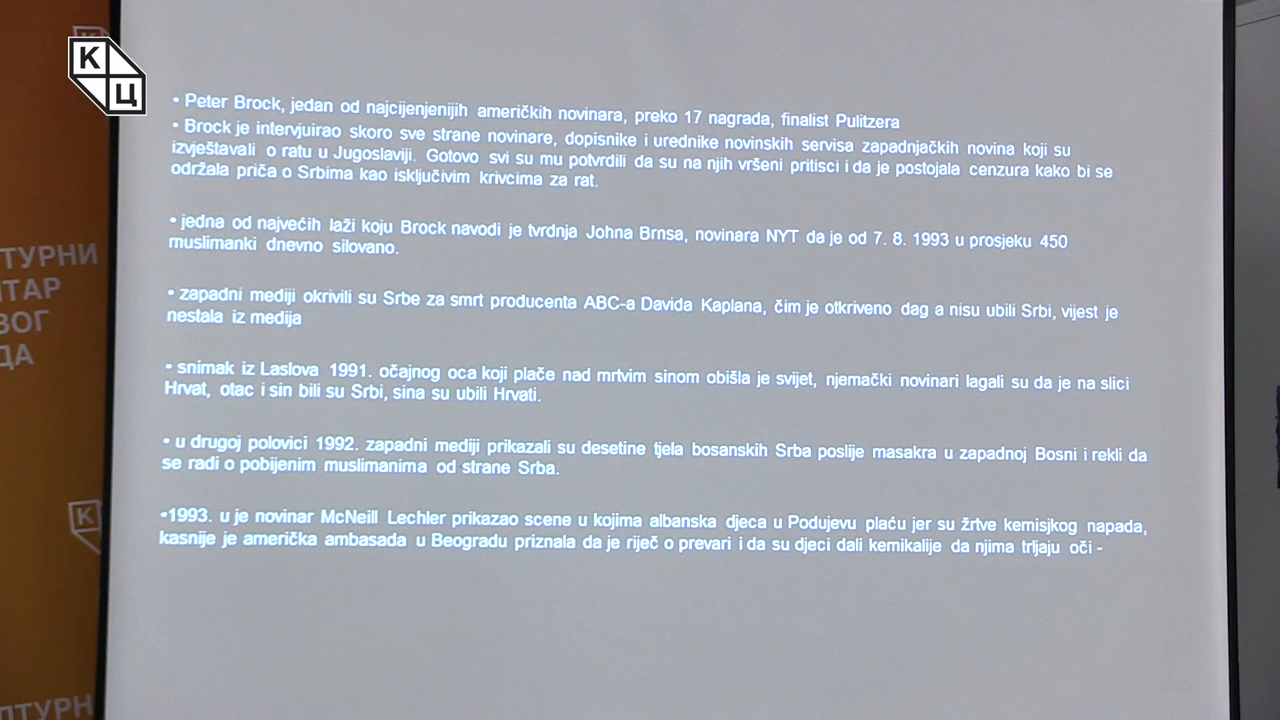 К
Ц
ТУРНИ
ТАР
ВОГ
ДА
К
ЛТУРН
• Peter Brock, jedan od najcijenjenijih američkih novinara, preko 17 nagrada, finalist Pulitzera
• Brock je intervjuirao skoro sve strane novinare, dopisnike i urednike novinskih servisa zapadnjačkih novina koji su
izvještavali o ratu u Jugoslaviji. Gotovo svi su mu potvrdili da su na njih vršeni pritisci i da je postojala cenzura kako bi se
održala priča o Srbima kao isključivim krivcima za rat.
• jedna od najvećih laži koju Brock navodi je tvrdnja Johna Brnsa, novinara NYT da je od 7. 8. 1993 u prosjeku 450
muslimanki dnevno silovano.
• zapadni mediji okrivili su Srbe za smrt producenta ABC-a Davida Kaplana, čim je otkriveno dag a nisu ubili Srbi, vijest je
nestala iz medija
• snimak iz Laslova 1991. očajnog oca koji plače nad mrtvim sinom obišla je svijet, njemački novinari lagali su da je na slici
Hrvat, otac i sin bili su Srbi, sina su ubili Hrvati.
• u drugoj polovici 1992. zapadni mediji prikazali su desetine tjela bosanskih Srba poslije masakra u zapadnoj Bosni i rekli da
se radi o pobijenim muslimanima od strane Srba.
•1993. u je novinar McNeill Lechler prikazao scene u kojima albanska djeca u Podujevu plaću jer su žrtve kemisjkog napada,
kasnije je američka ambasada u Beogradu priznala da je riječ o prevari i da su djeci dali kemikalije da njima trljaju oči -